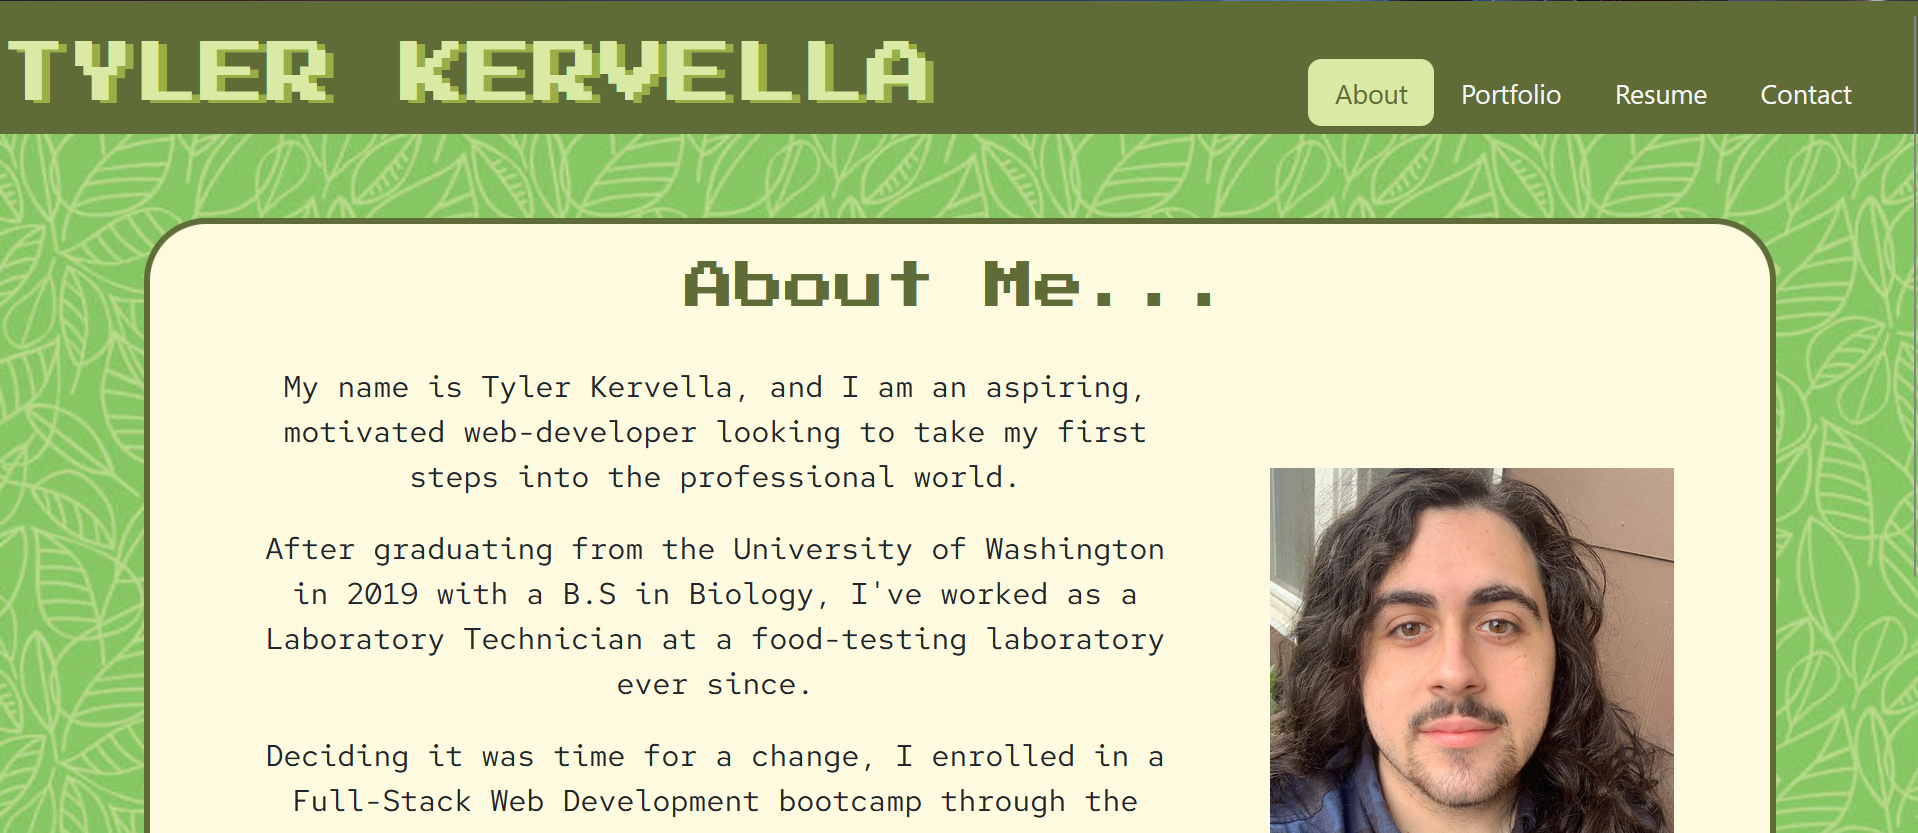 TYLER KERVELLA
About Portfolio Resume Contact
About Me...
My name is Tyler Kervella, and I am an aspiring,
motivated web-developer looking to take my first
steps into the professional world.
After graduating from the University of Washington
in 2019 with a B.S in Biology, I've worked as a
Laboratory Technician at a food-testing laboratory
ever since.
Deciding it was time for a change, I enrolled in a
Full-Stack Web Development bootcamp through the